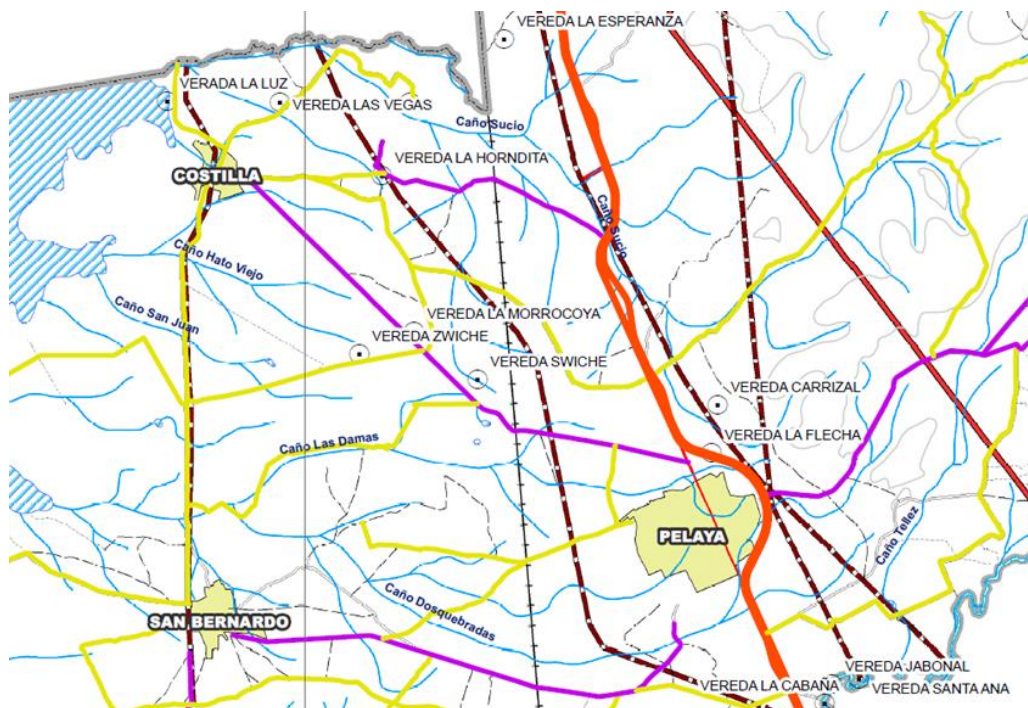 VEREDA LA ESPERANZA
VERADA LA LUZ
VEREDA LAS VEGAS
Caño Sucio
VEREDA LA HORNDITA
COSTILLA
Caño Sucio
Caño Hato Viejo
Caño San Juan
VEREDA LA MORROCOYA
VEREDA ZWICHE
VEREDA SWICHE
VEREDA CARRIZAL
VEREDA LA FLECHA
Caño Las Damas
PELAYA
Caño Tellez
Caño Dosquebradas
SAN BERNARDO
VEREDA JABONAL
VEREDA LA CABAÑA
VEREDA SANTA ANA